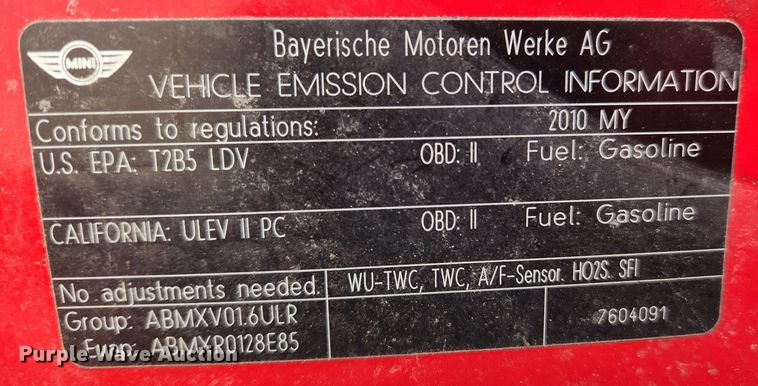 MINI
Bayerische Motoren Werke AG
VEHICLE EMISSION CONTROL INFORMATION
Conforms to regulations: 2010 MY
U.S. EPA: T2B5 LDV OBD: II Fuel: Gasoline
CALIFORNIA: ULEV II PC OBD: II Fuel: Gasoline
No adjustments needed. WU-TWC, TWC, A/F-Sensor. HO2S. SFI
Group: ABMXV01.6ULR 7604091
Evap: ABMXR0128E85
Purple Wave Auction